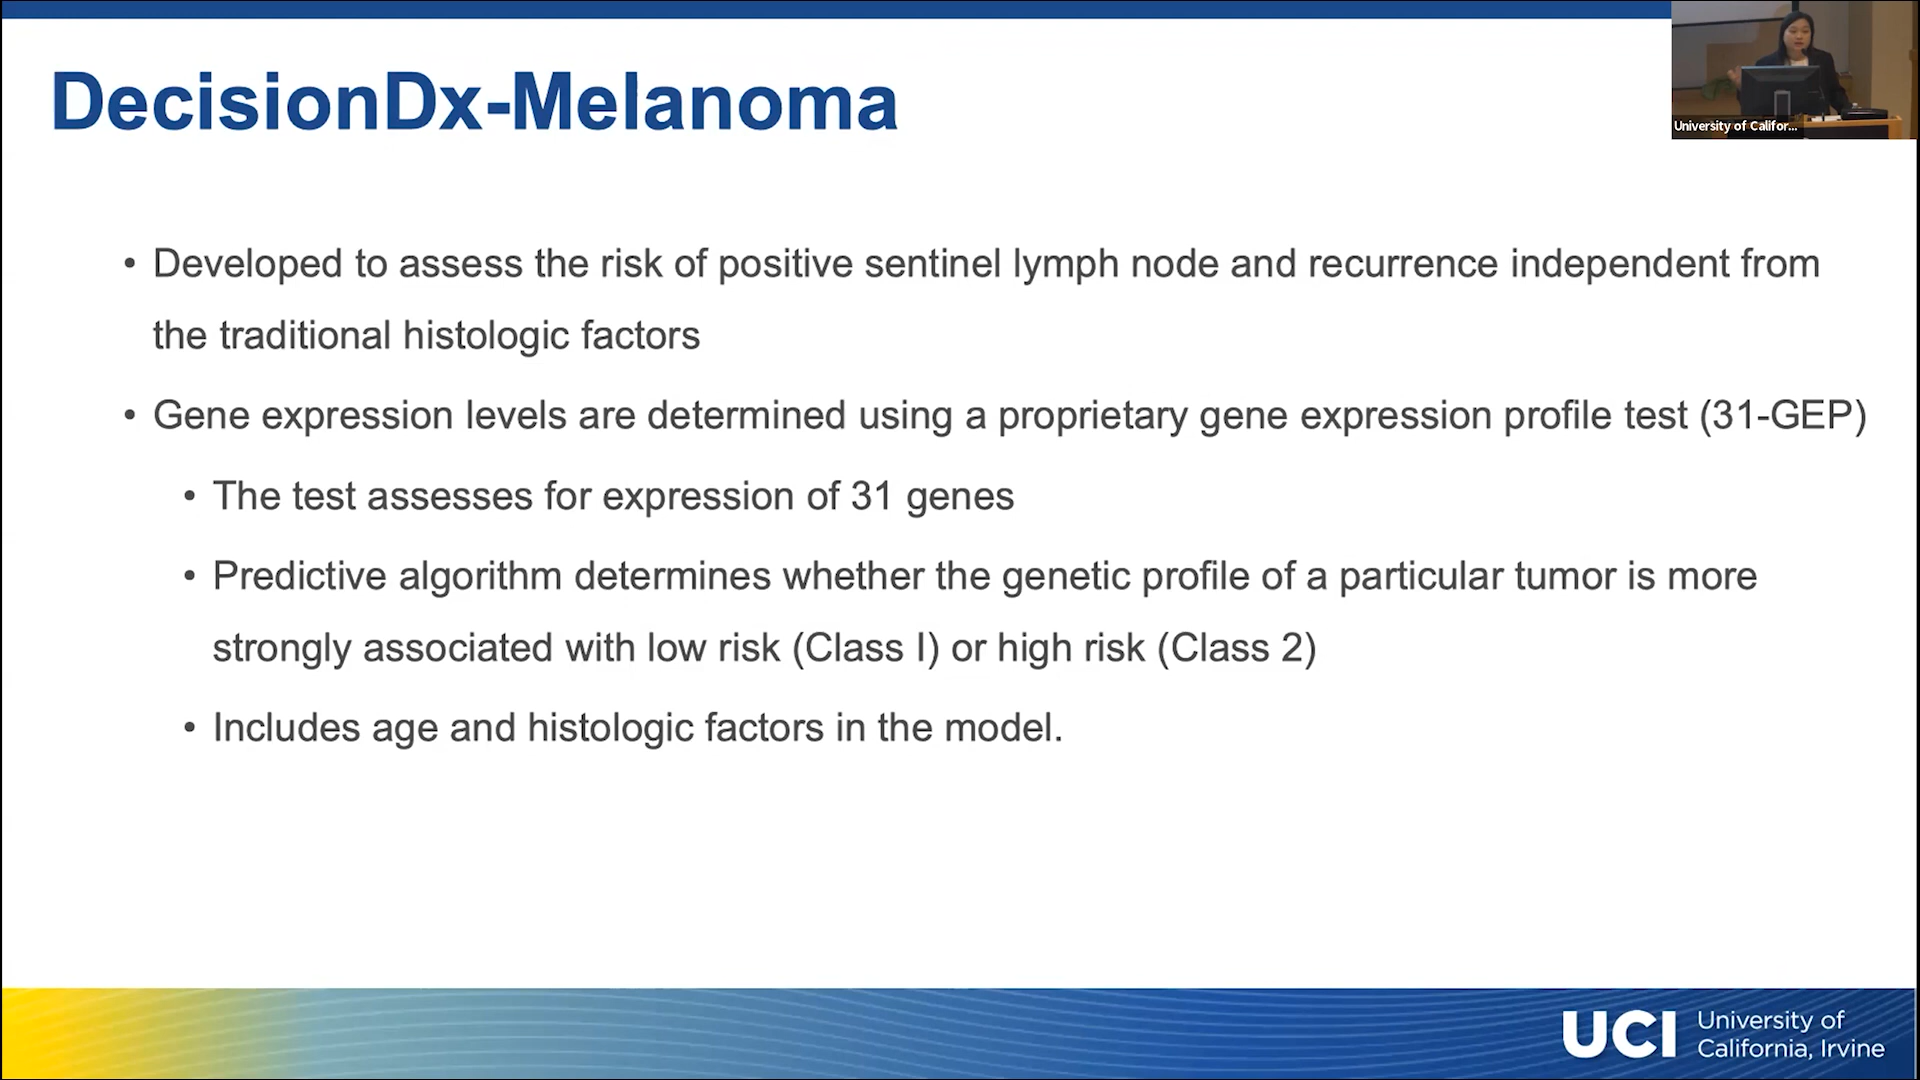 DecisionDx-Melanoma
University of Califor...
• Developed to assess the risk of positive sentinel lymph node and recurrence independent from
the traditional histologic factors
• Gene expression levels are determined using a proprietary gene expression profile test (31-GEP)
• The test assesses for expression of 31 genes
• Predictive algorithm determines whether the genetic profile of a particular tumor is more
strongly associated with low risk (Class I) or high risk (Class 2)
• Includes age and histologic factors in the model.
UCI
University of
California, Irvine